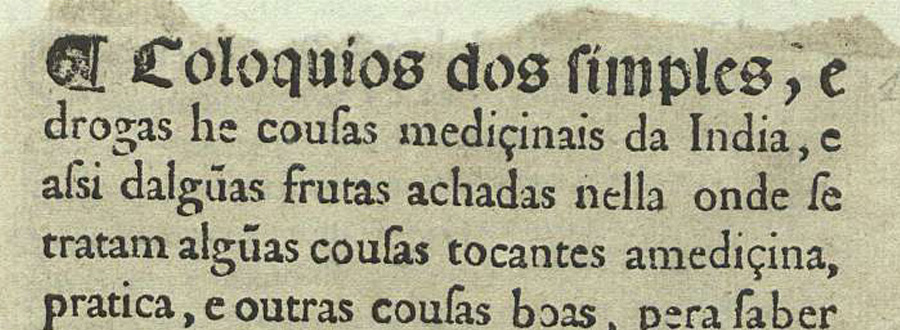 ¶ Coloquios dos ſimples, e
drogas he couſas mediçinais da India, e
aſsi dalgũas frutas achadas nella onde ſe
tratam algũas couſas tocantes amediçina,
pratica, e outras couſas boas, pera ſaber